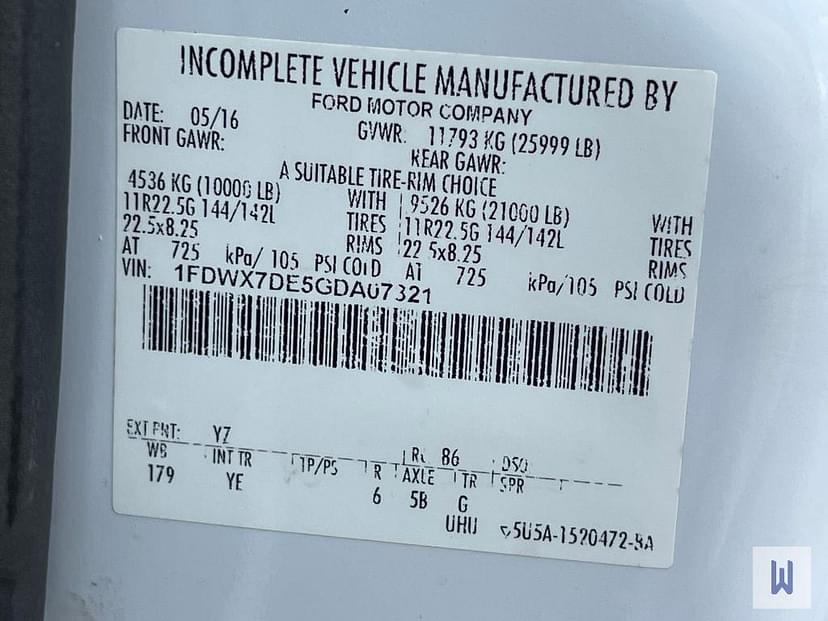 INCOMPLETE VEHICLE MANUFACTURED BY
FORD MOTOR COMPANY
DATE: 05/16 GVWR: 11793 KG (25999 LB)
FRONT GAWR: REAR GAWR:
A SUITABLE TIRE-RIM CHOICE
4536 KG (10000 LB) WITH 9526 KG (21000 LB) WITH
11R22.5G 144/142L TIRES 11R22.5G 144/142L TIRES
22.5x8.25 RIMS 22.5x8.25 RIMS
AT 725 kPa/ 105 PSI COLD AT 725 kPa/105 PSI COLD
VIN: 1FDWX7DE5GDA07321
EXT PNT: YZ RC 86 DSO
WB INT TR TP/PS R AXLE TR SPR
179 YE 6 5B G
UHU 5U5A-1520472-BA
W